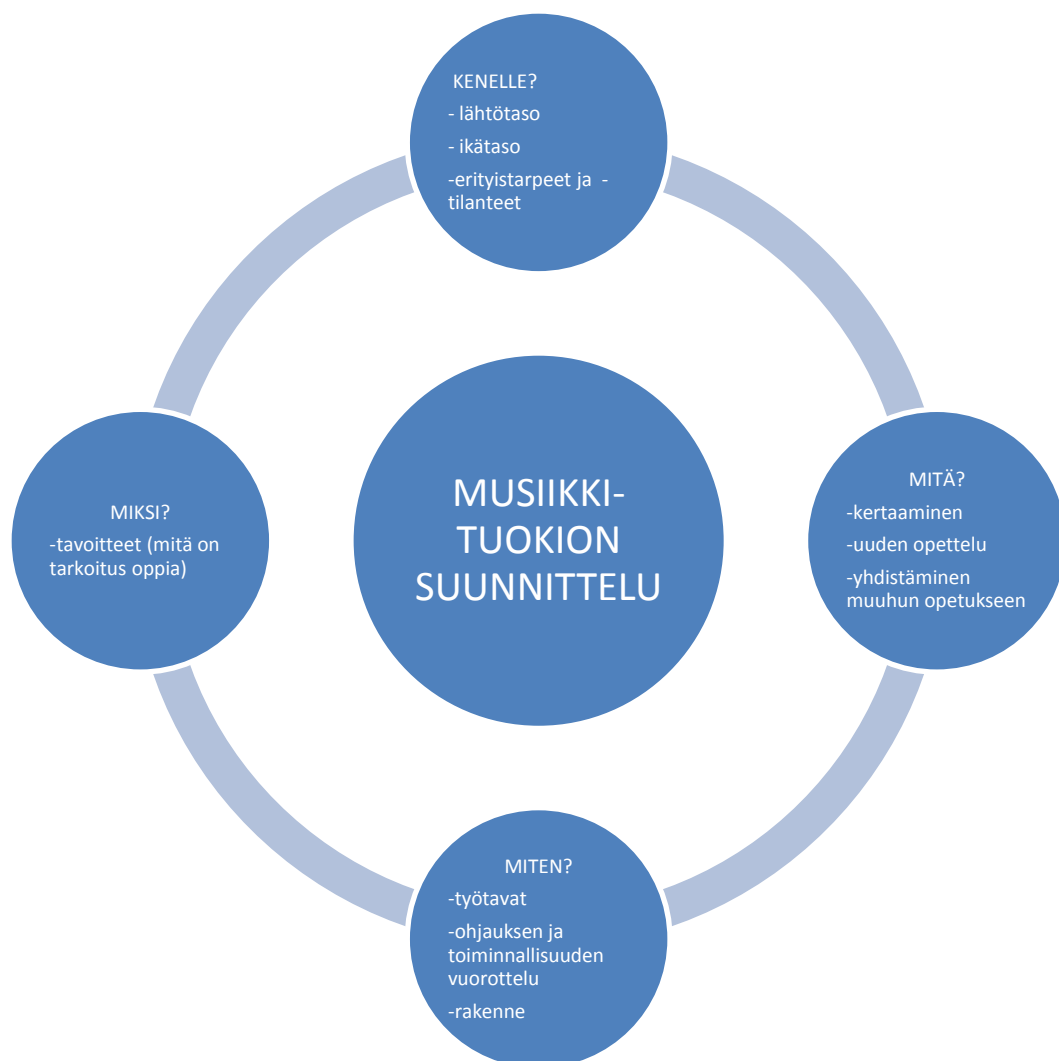 KENELLE?
- lähtötaso
- ikätaso
-erityistarpeet ja -
tilanteet
MUSIIKKI-
TUOKION
SUUNNITTELU
MITÄ?
-kertaaminen
-uuden opettelu
-yhdistäminen
muuhun opetukseen
MITEN?
-työtavat
-ohjauksen ja
toiminnallisuuden
vuorottelu
-rakenne
MIKSI?
-tavoitteet (mitä on
tarkoitus oppia)